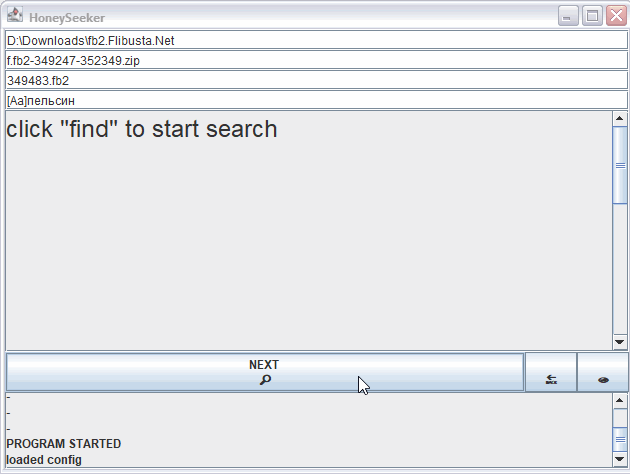 HoneySeeker
D:\Downloads\fb2.Flibusta.Net
f.fb2-349247-352349.zip
349483.fb2
[Аа]пельсин
click "find" to start search
NEXT
BACK
-
-
-
PROGRAM STARTED
loaded config